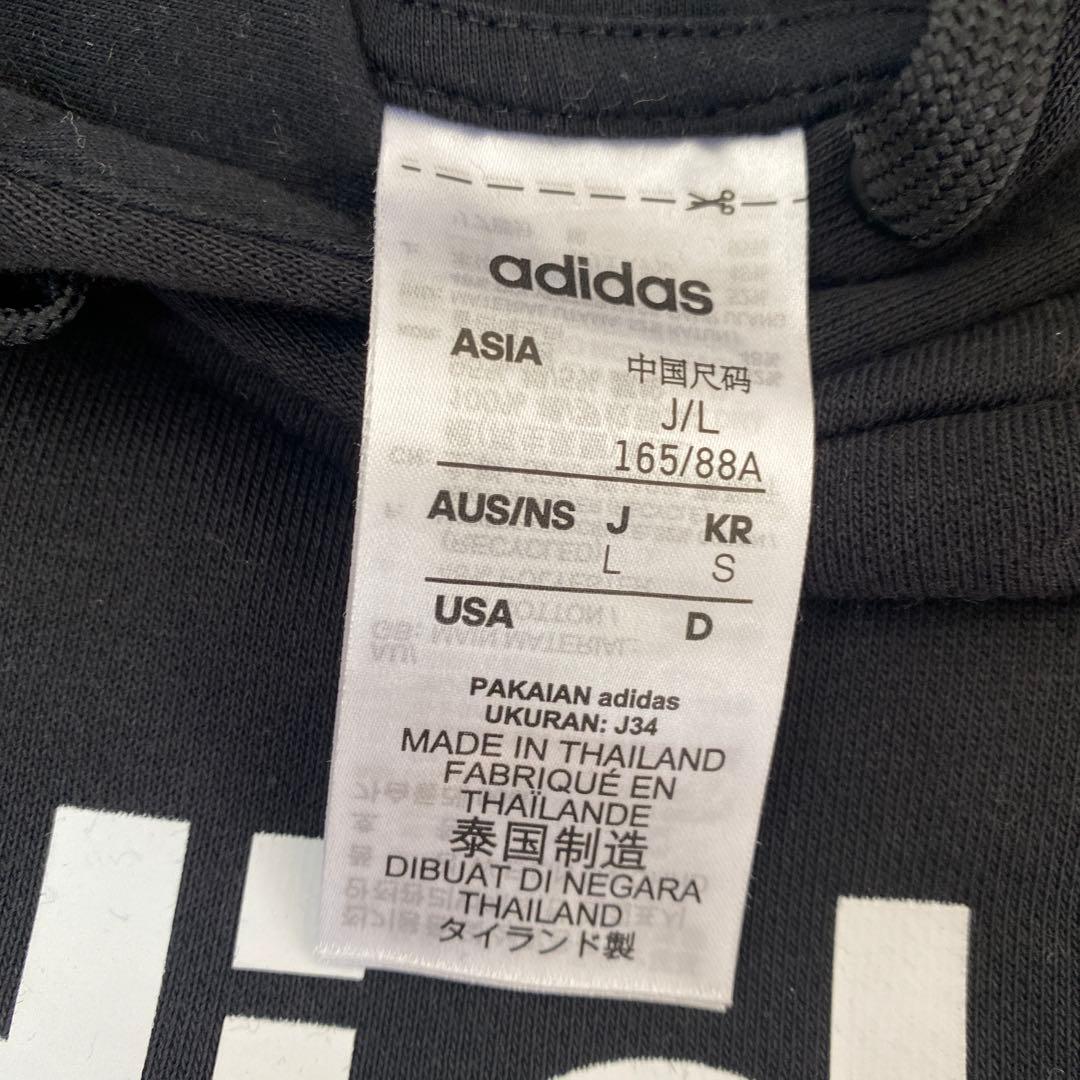 adidas
ASIA 中国尺码
J/L
165/88A
AUS/NS J KR
L S
USA D
PAKAIAN adidas
UKURAN: J34
MADE IN THAILAND
FABRIQUÉ EN
THAÏLANDE
泰国制造
DIBUAT DI NEGARA
THAILAND
タイランド製